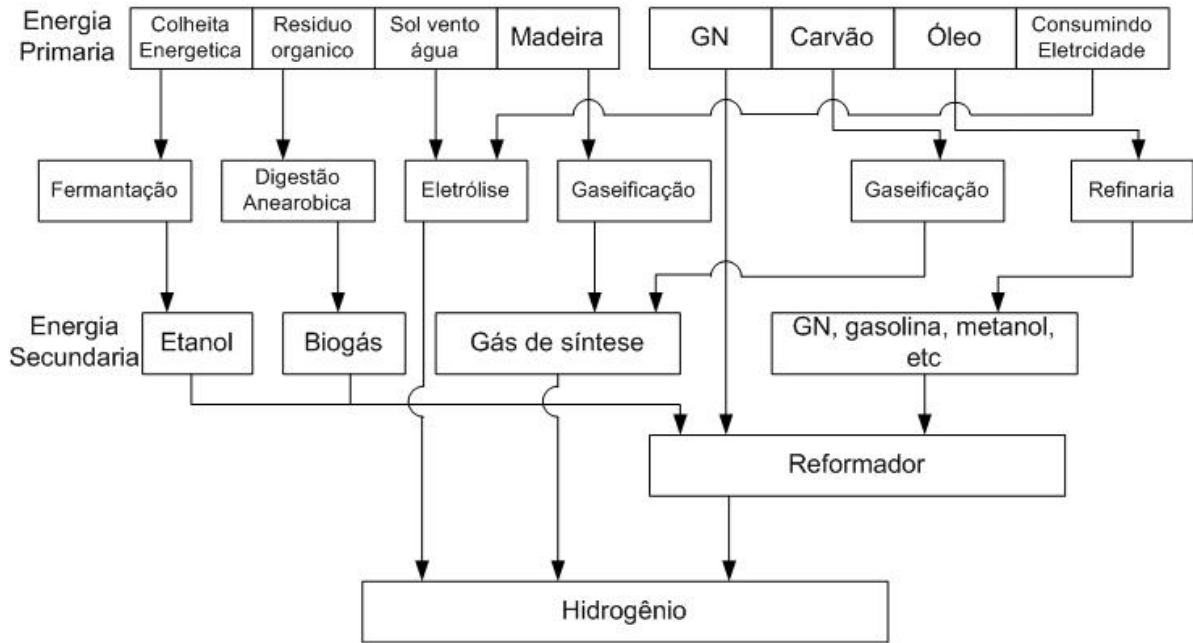 Energia
Primaria
Colheita
Energetica
Residuo
organico
Sol vento
água
Madeira
GN
Carvão
Óleo
Consumindo
Eletrcidade
Fermantação
Digestão
Anearobica
Eletrólise
Gaseificação
Gaseificação
Refinaria
Energia
Secundaria
Etanol
Biogás
Gás de síntese
GN, gasolina, metanol,
etc
Reformador
Hidrogênio